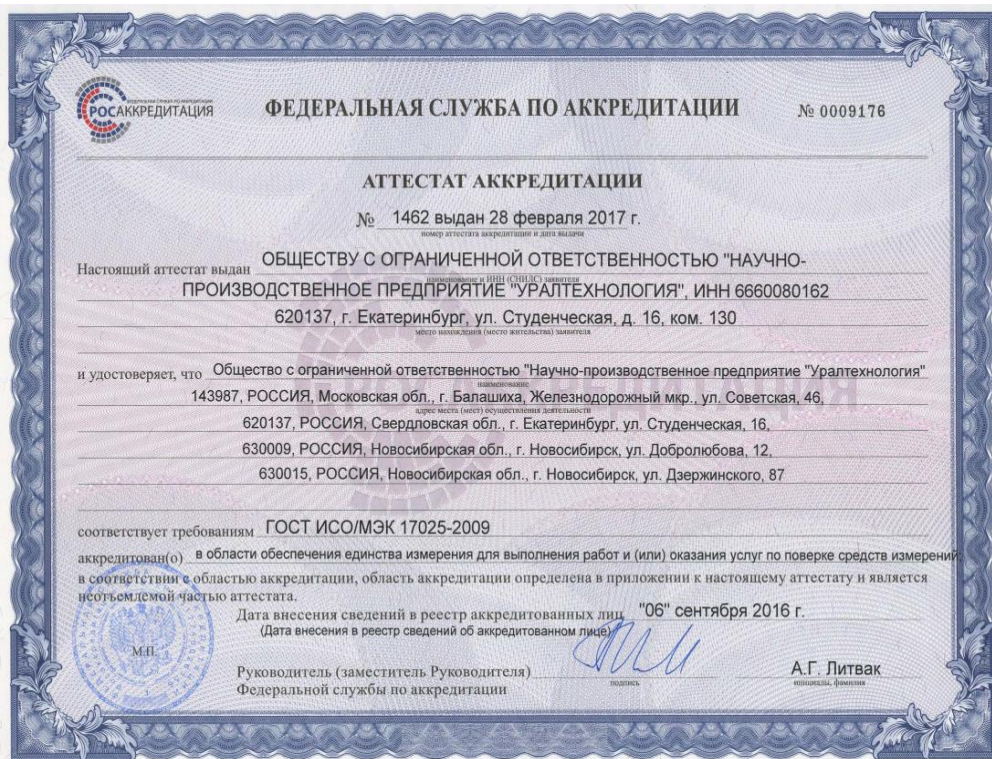 ФЕДЕРАЛЬНАЯ СЛУЖБА ПО АККРЕДИТАЦИИ
РОСАККРЕДИТАЦИЯ
ФЕДЕРАЛЬНАЯ СЛУЖБА ПО АККРЕДИТАЦИИ
№ 0009176
АТТЕСТАТ АККРЕДИТАЦИИ
№ 1462 выдан 28 февраля 2017 г.
номер аттестата аккредитации и дата выдачи
Настоящий аттестат выдан ОБЩЕСТВУ С ОГРАНИЧЕННОЙ ОТВЕТСТВЕННОСТЬЮ "НАУЧНО-
наименование и ИНН (СНИЛС) заявителя
ПРОИЗВОДСТВЕННОЕ ПРЕДПРИЯТИЕ "УРАЛТЕХНОЛОГИЯ", ИНН 6660080162
620137, г. Екатеринбург, ул. Студенческая, д. 16, ком. 130
место нахождения (место жительства) заявителя
и удостоверяет, что Общество с ограниченной ответственностью "Научно-производственное предприятие "Уралтехнология"
наименование
143987, РОССИЯ, Московская обл., г. Балашиха, Железнодорожный мкр., ул. Советская, 46,
адрес места (мест) осуществления деятельности
620137, РОССИЯ, Свердловская обл., г. Екатеринбург, ул. Студенческая, 16,
630009, РОССИЯ, Новосибирская обл., г. Новосибирск, ул. Добролюбова, 12,
630015, РОССИЯ, Новосибирская обл., г. Новосибирск, ул. Дзержинского, 87
РОСАККРЕДИТАЦИЯ
соответствует требованиям ГОСТ ИСО/МЭК 17025-2009
аккредитован(о) в области обеспечения единства измерения для выполнения работ и (или) оказания услуг по поверке средств измерений
в соответствии с областью аккредитации, область аккредитации определена в приложении к настоящему аттестату и является
неотъемлемой частью аттестата.
Дата внесения сведений в реестр аккредитованных лиц "06" сентября 2016 г.
(Дата внесения в реестр сведений об аккредитованном лице)
М.П.
Руководитель (заместитель Руководителя)
Федеральной службы по аккредитации
подпись
А.Г. Литвак
инициалы, фамилия